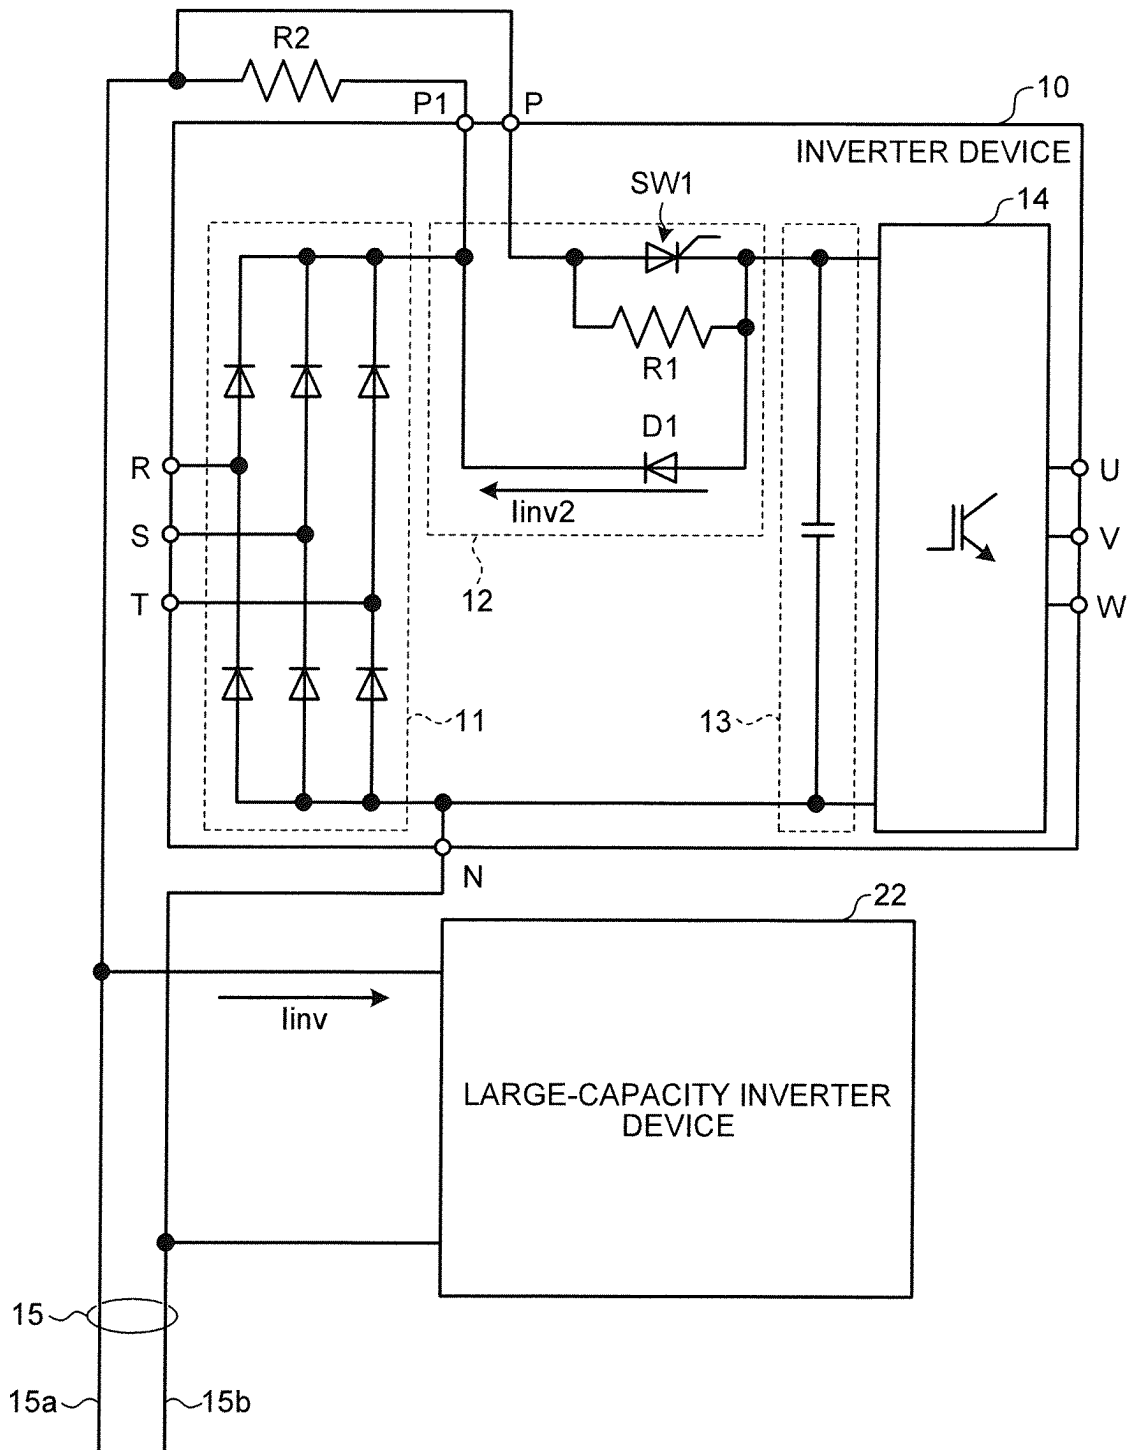 R2
P1
P
10
INVERTER DEVICE
SW1
14
R1
D1
R
U
Iinv2
S
V
12
T
W
11
13
N
22
Iinv
LARGE-CAPACITY INVERTER
DEVICE
15
15a
15b